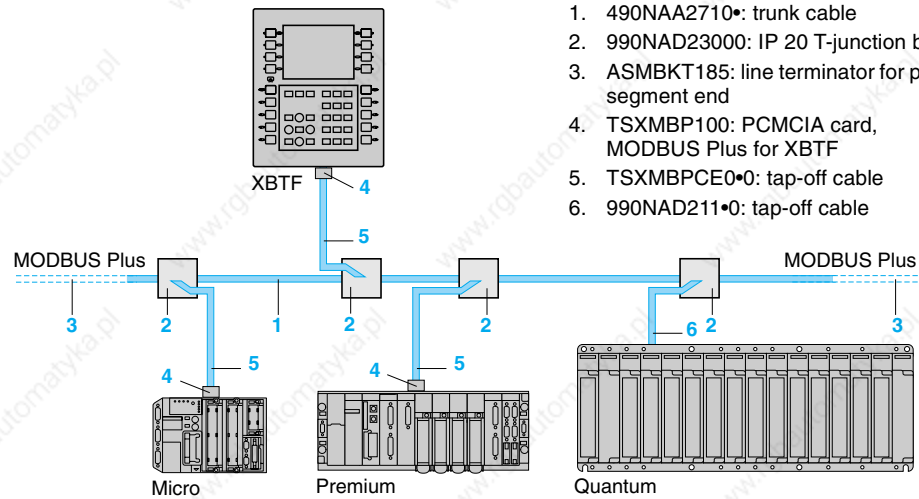 1. 490NAA2710•: trunk cable
2. 990NAD23000: IP 20 T-junction b
3. ASMBKT185: line terminator for p
segment end
4. TSXMBP100: PCMCIA card,
MODBUS Plus for XBTF
5. TSXMBPCE0•0: tap-off cable
6. 990NAD211•0: tap-off cable
XBTF
4
5
MODBUS Plus
MODBUS Plus
3
2
1
2
2
6
2
3
4
5
4
5
Micro
Premium
Quantum
www.rgbautomatyka.pl